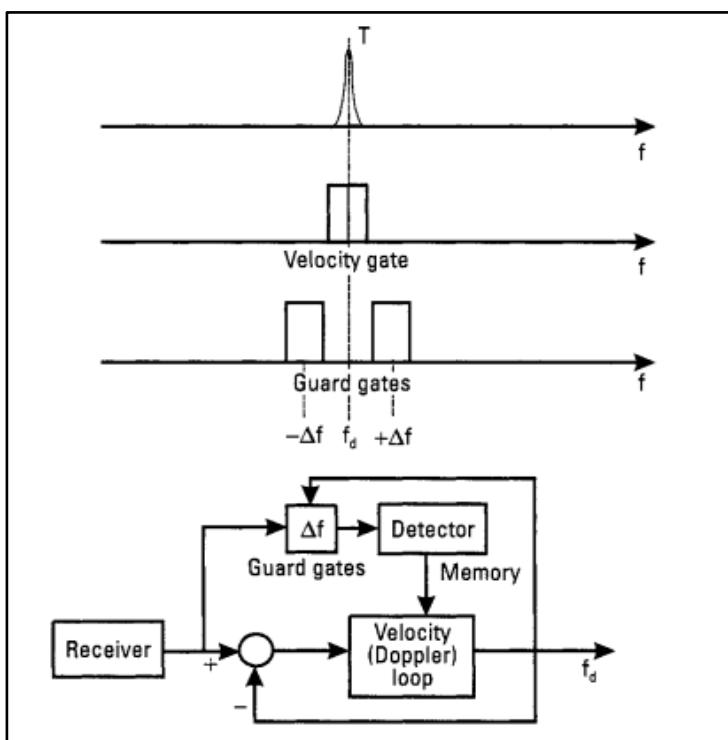 T
f
Velocity gate
f
Guard gates
f
−Δf f_d +Δf
Δf
Detector
Guard gates
Memory
Receiver
+
−
Velocity
(Doppler)
loop
f_d